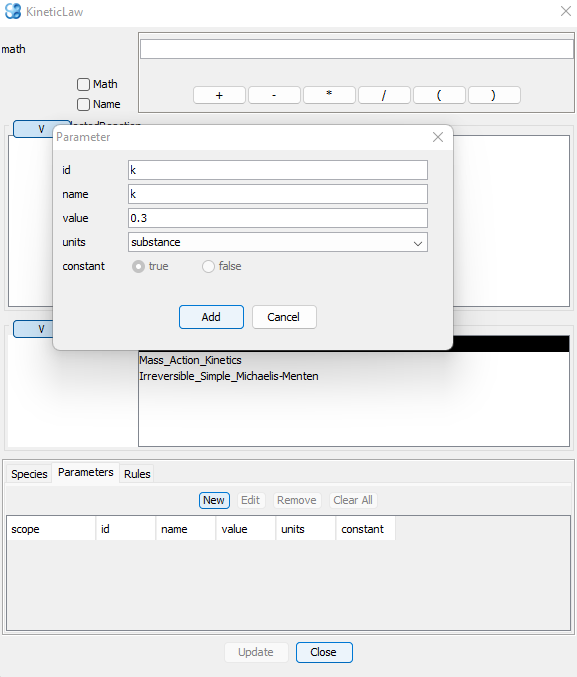 KineticLaw
math
Math
+ - * / ( )
Name
V
Parameter
id k
name k
value 0.3
units substance
constant true false
Add Cancel
V
Mass_Action_Kinetics
Irreversible_Simple_Michaelis-Menten
Species Parameters Rules
New Edit Remove Clear All
scope id name value units constant
Update Close